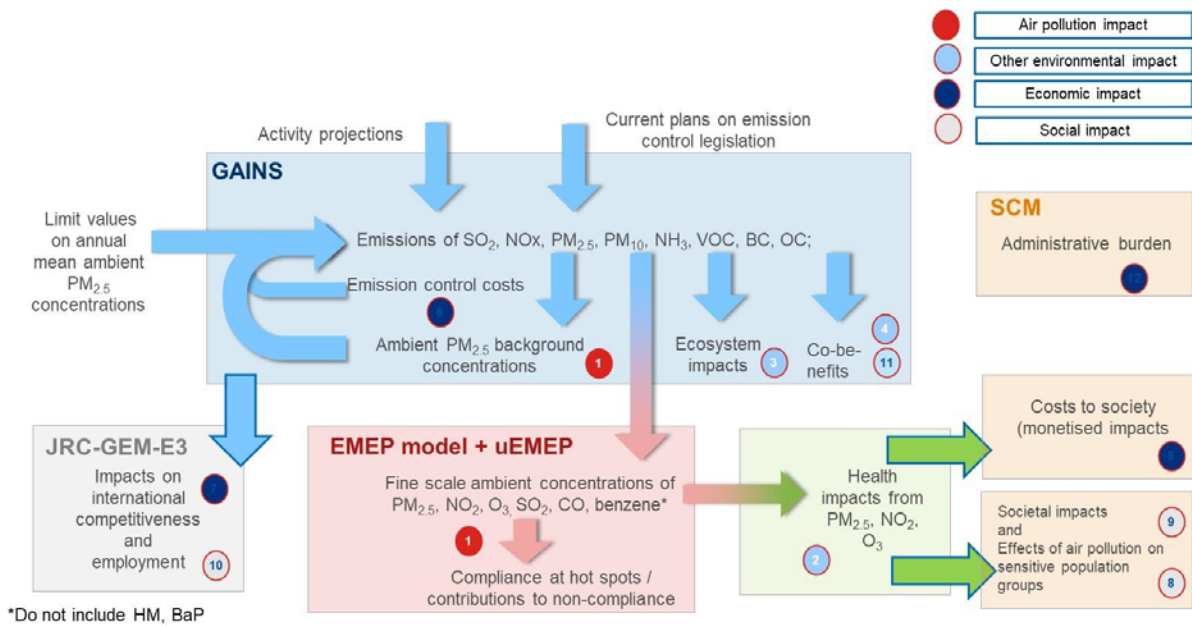 Air pollution impact
Other environmental impact
Economic impact
Social impact
Activity projections
Current plans on emission
control legislation
GAINS
Limit values
on annual
mean ambient
PM2.5
concentrations
Emissions of SO2, NOx, PM2.5, PM10, NH3, VOC, BC, OC;
Emission control costs
6
Ambient PM2.5 background
concentrations
1
Ecosystem
impacts
3
4
Co-be-
nefits
11
SCM
Administrative burden
12
JRC-GEM-E3
Impacts on
international
competitiveness
and
employment
7
10
EMEP model + uEMEP
Fine scale ambient concentrations of
PM2.5, NO2, O3, SO2, CO, benzene*
1
Compliance at hot spots /
contributions to non-compliance
Health
impacts from
PM2.5, NO2,
O3
2
Costs to society
(monetised impacts
5
Societal impacts
and
Effects of air pollution on
sensitive population
groups
9
8
*Do not include HM, BaP